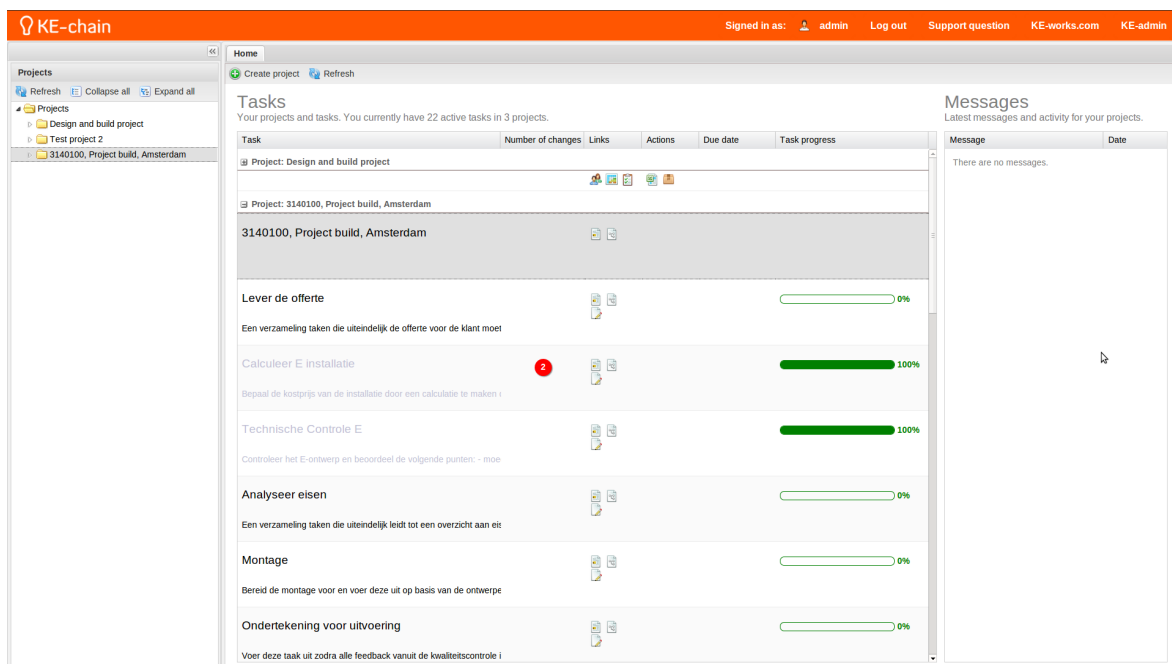 KE-chain
Signed in as: admin Log out Support question KE-works.com KE-admin
Projects
Refresh Collapse all Expand all
Projects
Design and build project
Test project 2
3140100, Project build, Amsterdam
Home
Create project Refresh
Tasks
Your projects and tasks. You currently have 22 active tasks in 3 projects.
Task Number of changes Links Actions Due date Task progress
Project: Design and build project
Project: 3140100, Project build, Amsterdam
3140100, Project build, Amsterdam
Lever de offerte 0%
Een verzameling taken die uiteindelijk de offerte voor de klant moet
Calculeer E installatie 2 100%
Bepaal de kostprijs van de installatie door een calculatie te maken
Technische Controle E 100%
Controleer het E-ontwerp en beoordeel de volgende punten: - moe
Analyseer eisen 0%
Een verzameling taken die uiteindelijk leidt tot een overzicht aan eis
Montage 0%
Bereid de montage voor en voer deze uit op basis van de ontwerpe
Ondertekening voor uitvoering 0%
Voer deze taak uit zodra alle feedback vanuit de kwaliteitscontrole i
Messages
Latest messages and activity for your projects.
Message Date
There are no messages.